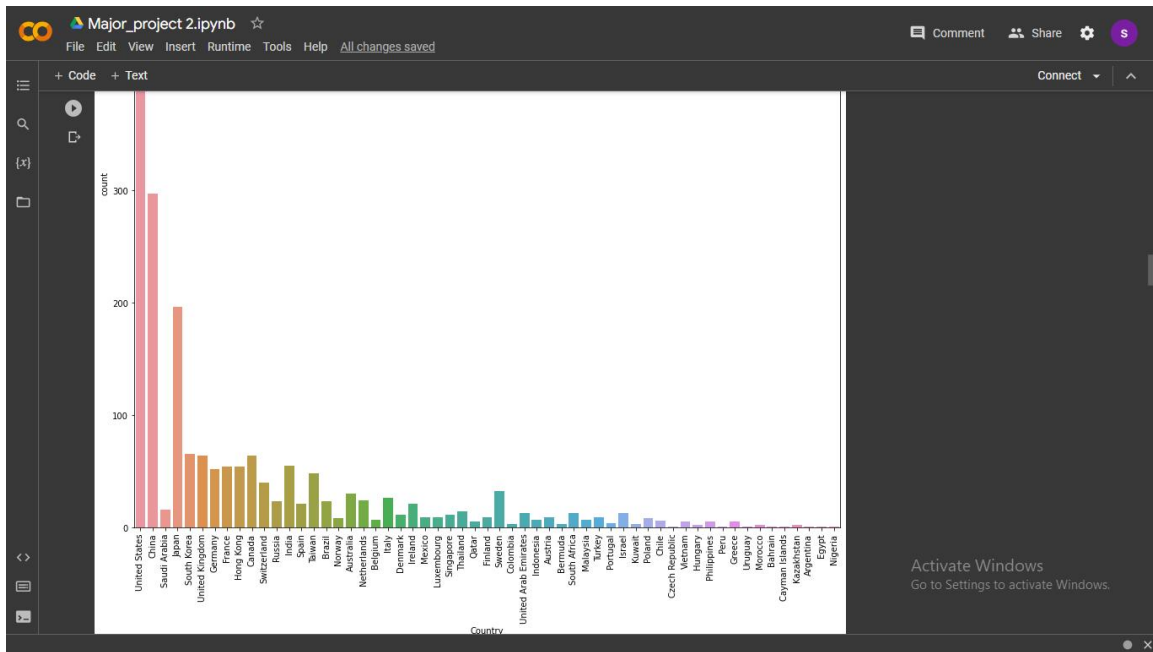 Major_project 2.ipynb
File Edit View Insert Runtime Tools Help All changes saved
Comment Share S
+ Code + Text
Connect
{x}
count
300
200
100
0
United States
China
Saudi Arabia
Japan
South Korea
United Kingdom
Germany
France
Hong Kong
Canada
Switzerland
Russia
India
Spain
Taiwan
Brazil
Norway
Australia
Netherlands
Belgium
Italy
Denmark
Ireland
Mexico
Luxembourg
Singapore
Thailand
Qatar
Finland
Sweden
Colombia
United Arab Emirates
Indonesia
Austria
Bermuda
South Africa
Malaysia
Turkey
Portugal
Israel
Kuwait
Poland
Chile
Czech Republic
Vietnam
Hungary
Philippines
Peru
Greece
Uruguay
Morocco
Bahrain
Cayman Islands
Kazakhstan
Argentina
Egypt
Nigeria
Country
Activate Windows
Go to Settings to activate Windows.